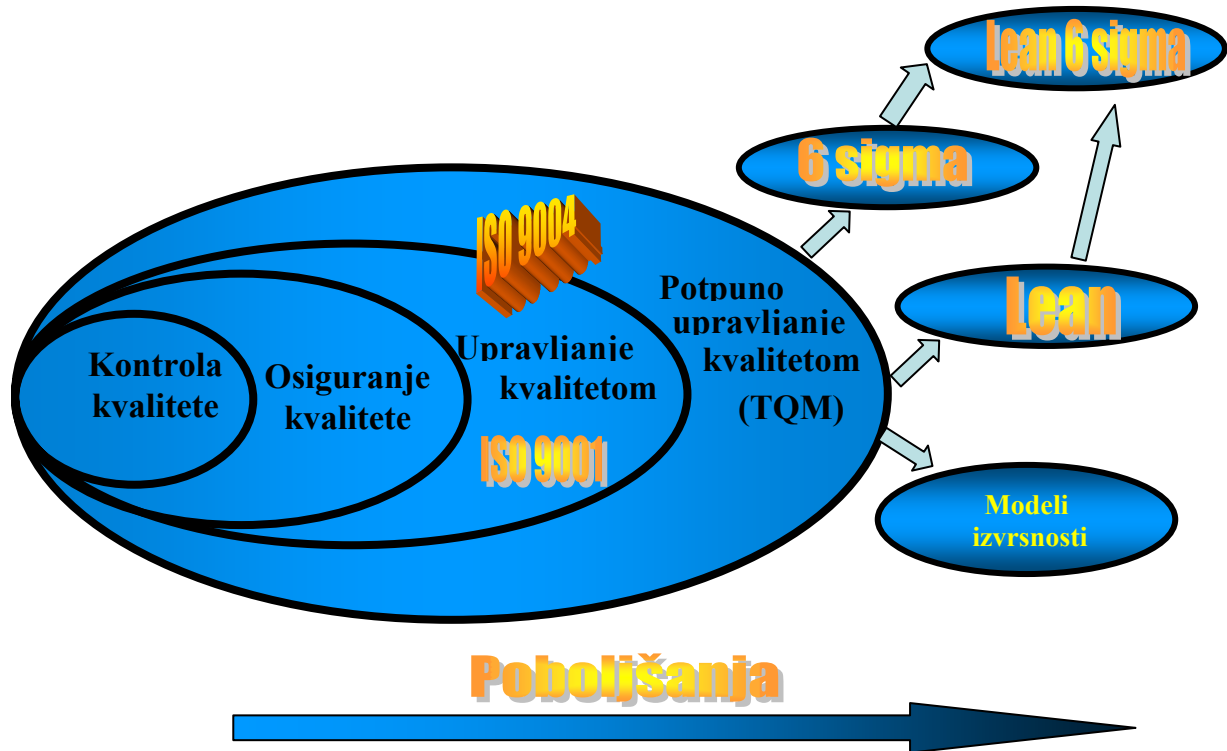 Lean 6 sigma
6 sigma
ISO 9004
Lean
Kontrola
kvalitete
Osiguranje
kvalitete
Upravljanje
kvalitetom
ISO 9001
Potpuno
upravljanje
kvalitetom
(TQM)
Modeli
izvrsnosti
Poboljšanja